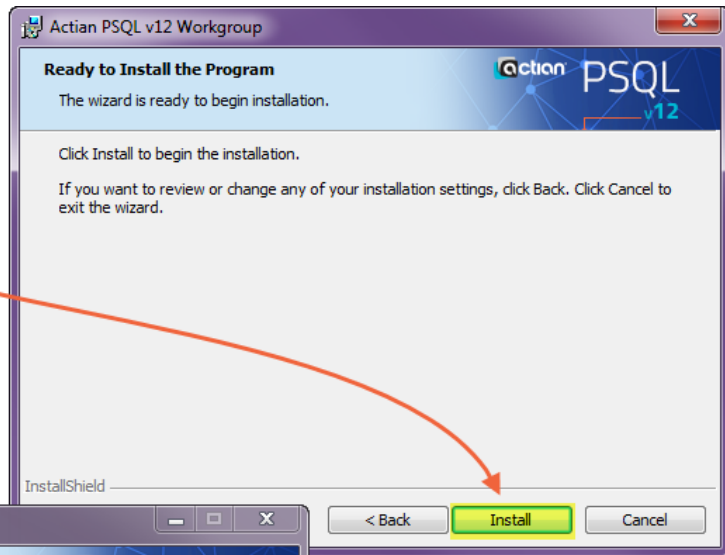 Actian PSQL v12 Workgroup
Ready to Install the Program
The wizard is ready to begin installation.
actian PSQL
v12
Click Install to begin the installation.
If you want to review or change any of your installation settings, click Back. Click Cancel to
exit the wizard.
InstallShield
< Back Install Cancel